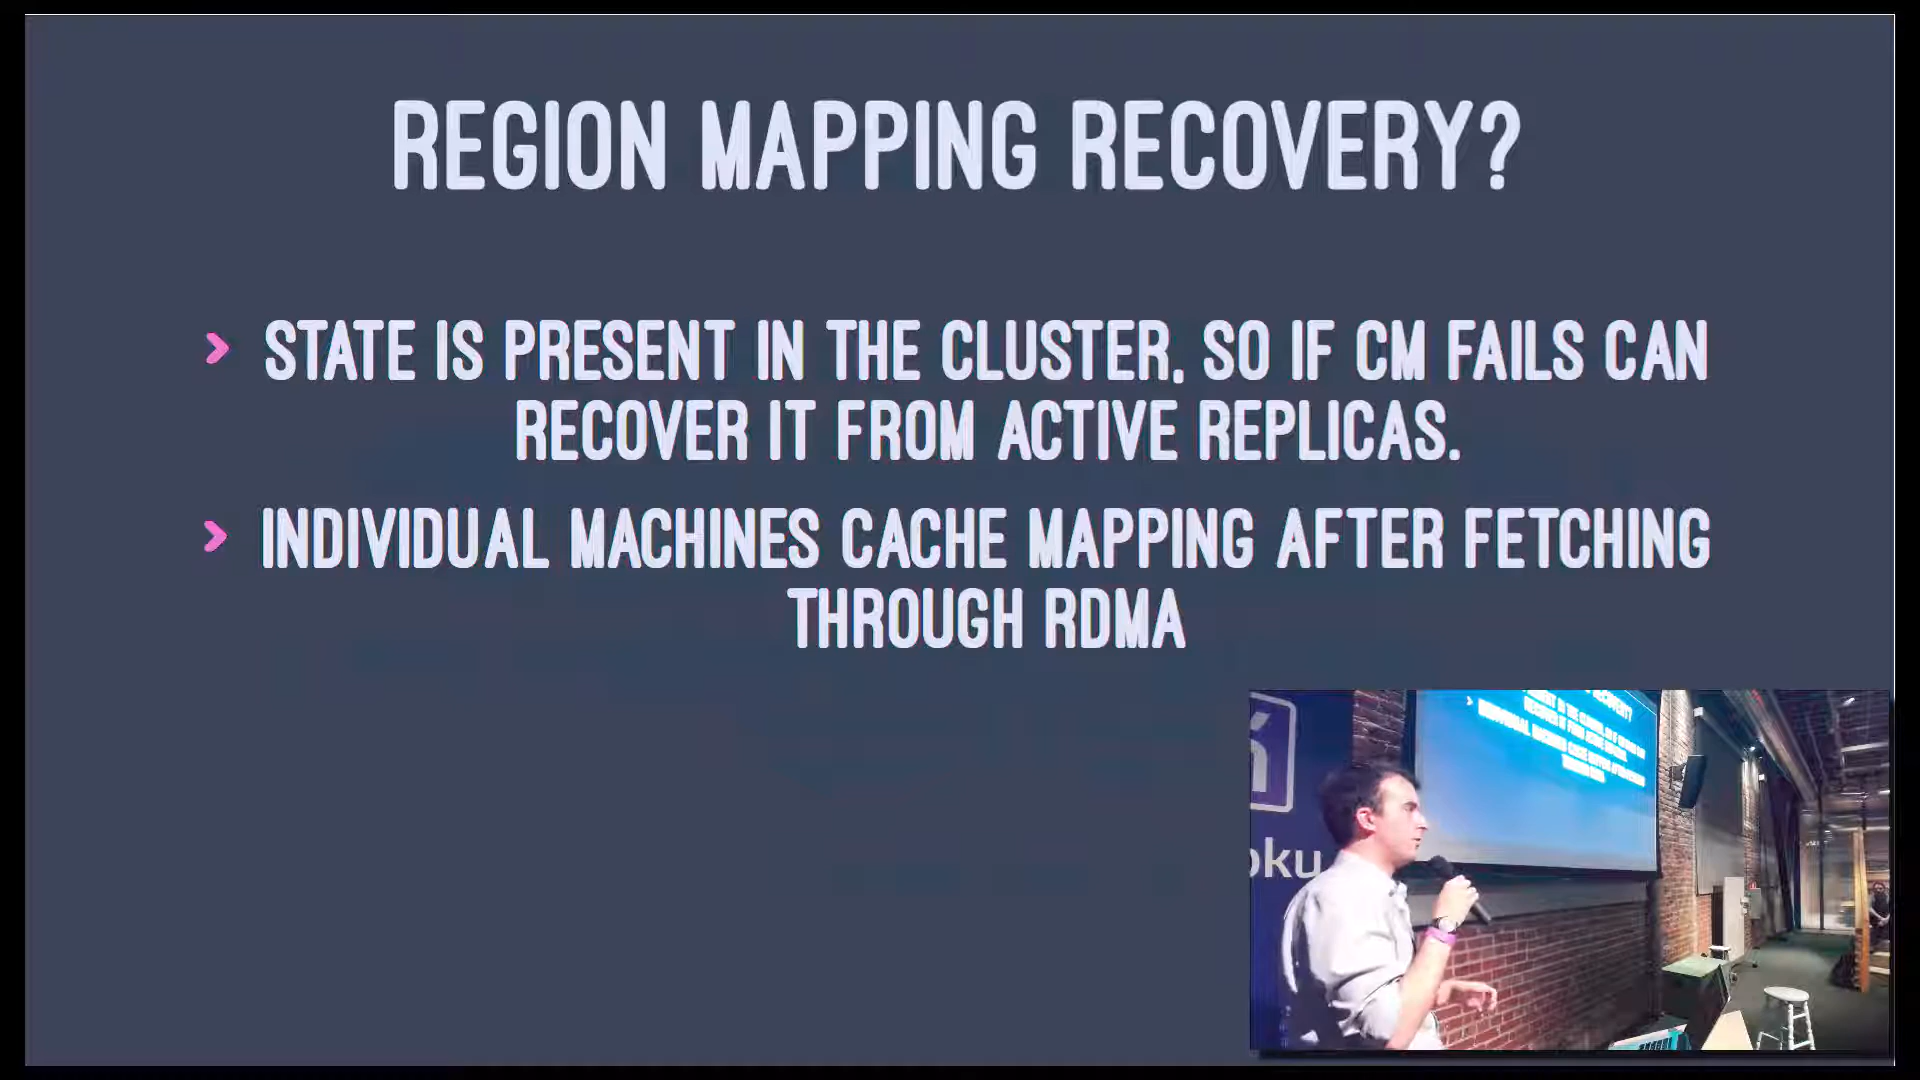 REGION MAPPING RECOVERY?
STATE IS PRESENT IN THE CLUSTER, SO IF CM FAILS CAN
RECOVER IT FROM ACTIVE REPLICAS.
INDIVIDUAL MACHINES CACHE MAPPING AFTER FETCHING
THROUGH RDMA
oku